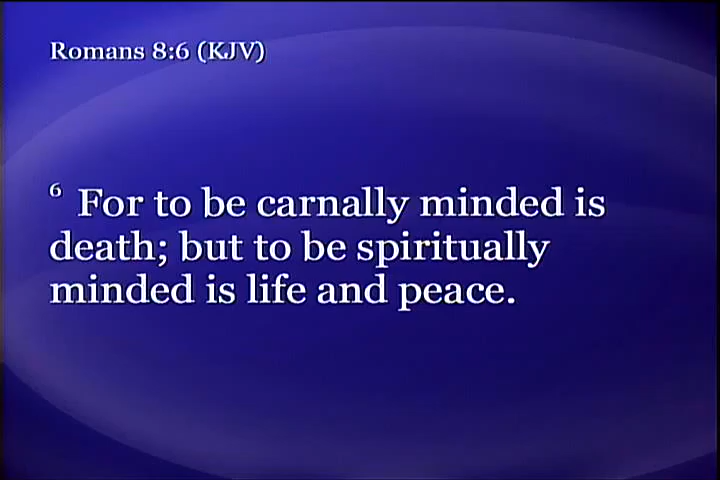 Romans 8:6 (KJV)
6 For to be carnally minded is
death; but to be spiritually
minded is life and peace.